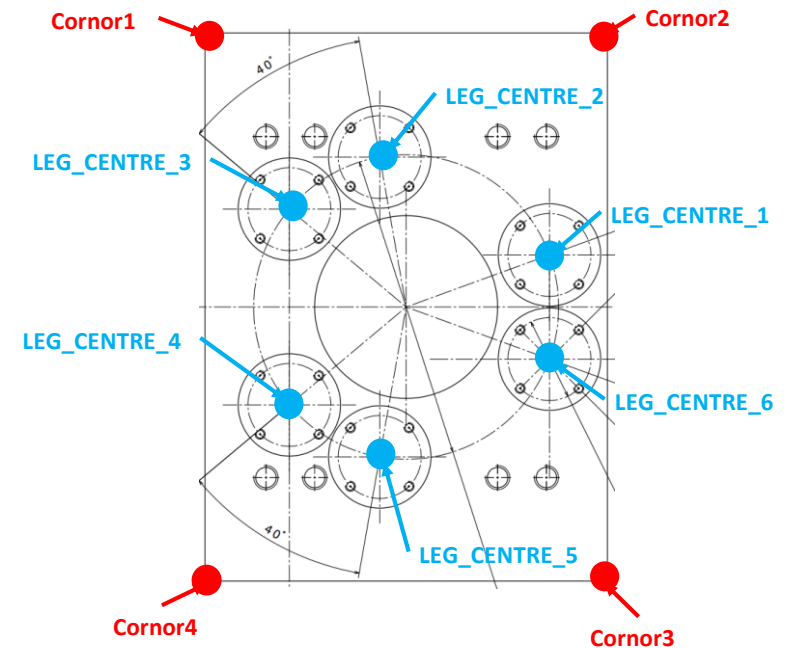 Cornor1
Cornor2
40°
LEG_CENTRE_2
LEG_CENTRE_3
LEG_CENTRE_1
LEG_CENTRE_4
LEG_CENTRE_6
40°
LEG_CENTRE_5
Cornor4
Cornor3